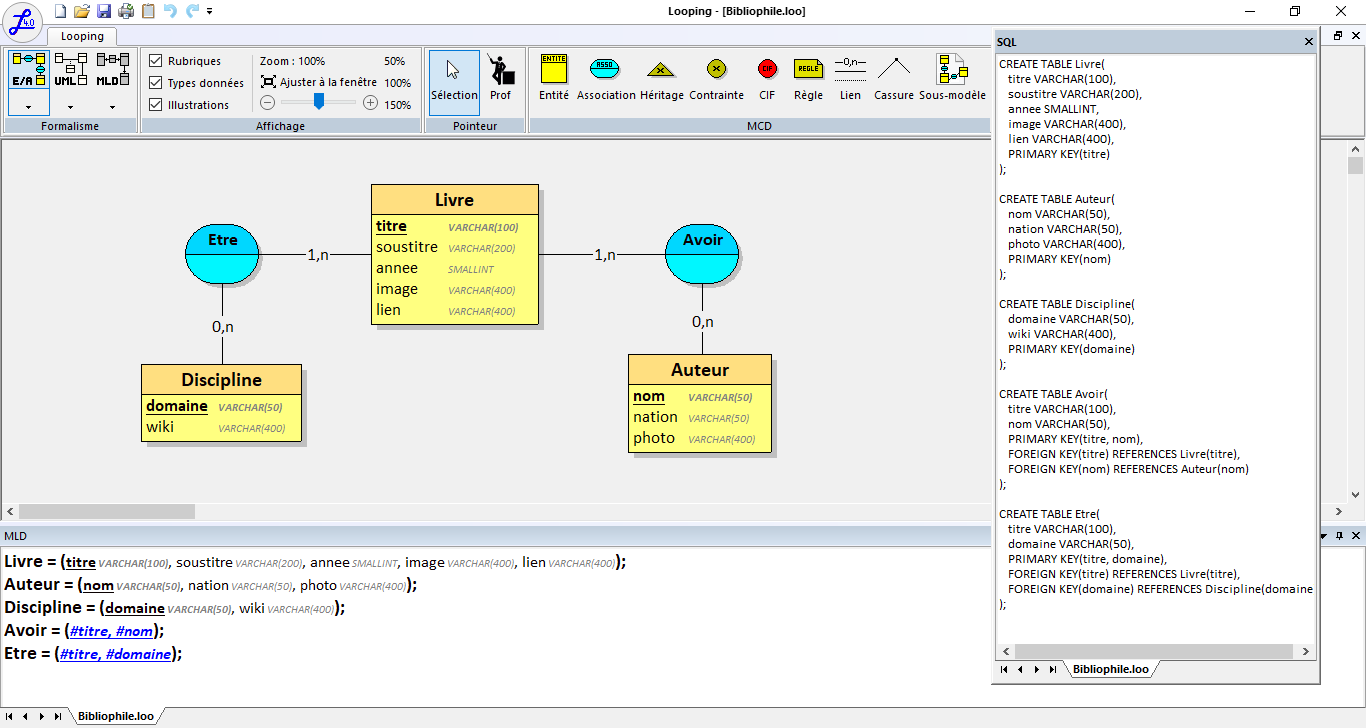 L 4.0
Looping - [Bibliophile.loo]
Looping
E/A
UML
MLD
Formalisme
Rubriques
Types données
Illustrations
Zoom : 100%
50%
Ajuster à la fenêtre
100%
150%
Affichage
Sélection
Prof
Pointeur
ENTITÉ
ASSO
X
X
CIF
REGLE
—0,n—
Entité
Association
Héritage
Contrainte
CIF
Règle
Lien
Cassure
Sous-modèle
MCD
Livre
titre VARCHAR(100)
soustitre VARCHAR(200)
annee SMALLINT
image VARCHAR(400)
lien VARCHAR(400)
Etre
1,n
1,n
Avoir
0,n
0,n
Discipline
domaine VARCHAR(50)
wiki VARCHAR(400)
Auteur
nom VARCHAR(50)
nation VARCHAR(50)
photo VARCHAR(400)
SQL
CREATE TABLE Livre(
titre VARCHAR(100),
soustitre VARCHAR(200),
annee SMALLINT,
image VARCHAR(400),
lien VARCHAR(400),
PRIMARY KEY(titre)
);
CREATE TABLE Auteur(
nom VARCHAR(50),
nation VARCHAR(50),
photo VARCHAR(400),
PRIMARY KEY(nom)
);
CREATE TABLE Discipline(
domaine VARCHAR(50),
wiki VARCHAR(400),
PRIMARY KEY(domaine)
);
CREATE TABLE Avoir(
titre VARCHAR(100),
nom VARCHAR(50),
PRIMARY KEY(titre, nom),
FOREIGN KEY(titre) REFERENCES Livre(titre),
FOREIGN KEY(nom) REFERENCES Auteur(nom)
);
CREATE TABLE Etre(
titre VARCHAR(100),
domaine VARCHAR(50),
PRIMARY KEY(titre, domaine),
FOREIGN KEY(titre) REFERENCES Livre(titre),
FOREIGN KEY(domaine) REFERENCES Discipline(domaine
);
Bibliophile.loo
MLD
Livre = (titre VARCHAR(100), soustitre VARCHAR(200), annee SMALLINT, image VARCHAR(400), lien VARCHAR(400));
Auteur = (nom VARCHAR(50), nation VARCHAR(50), photo VARCHAR(400));
Discipline = (domaine VARCHAR(50), wiki VARCHAR(400));
Avoir = (#titre, #nom);
Etre = (#titre, #domaine);
Bibliophile.loo